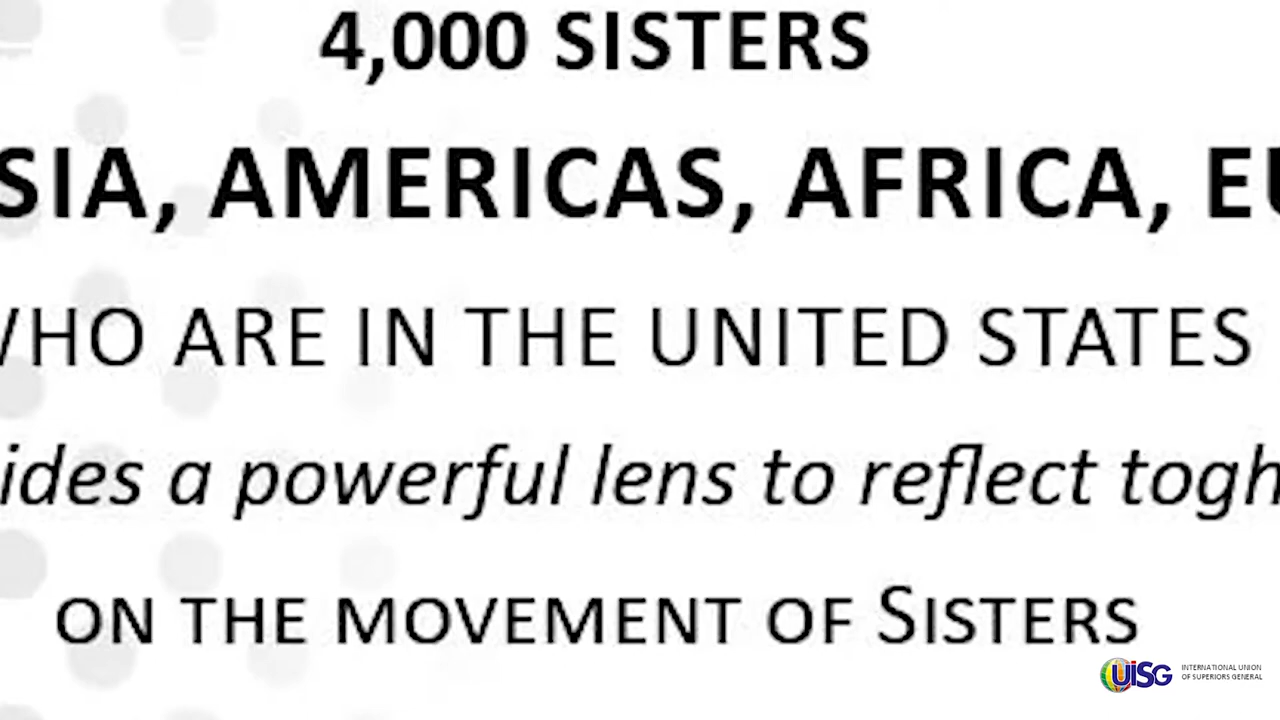 4,000 SISTERS
SIA, AMERICAS, AFRICA, EU
WHO ARE IN THE UNITED STATES
ides a powerful lens to reflect togh
ON THE MOVEMENT OF SISTERS
UISG INTERNATIONAL UNION
OF SUPERIORS GENERAL